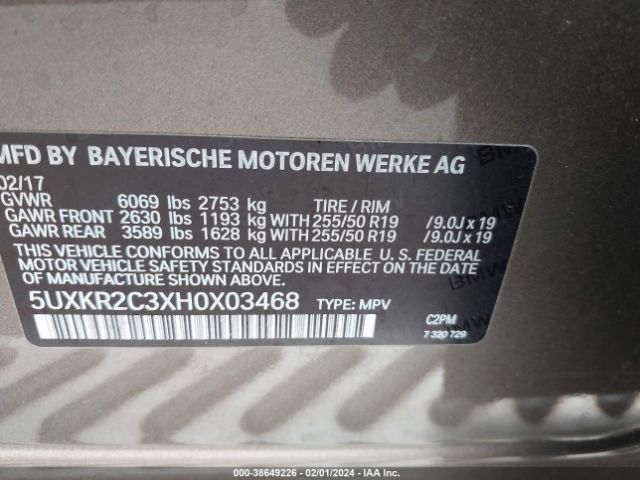 MFD BY BAYERISCHE MOTOREN WERKE AG
02/17
GVWR 6069 lbs 2753 kg TIRE / RIM
GAWR FRONT 2630 lbs 1193 kg WITH 255/50 R19 /9.0J x 19
GAWR REAR 3589 lbs 1628 kg WITH 255/50 R19 /9.0J x 19
THIS VEHICLE CONFORMS TO ALL APPLICABLE U. S. FEDERAL
MOTOR VEHICLE SAFETY STANDARDS IN EFFECT ON THE DATE
OF MANUFACTURE SHOWN ABOVE.
5UXKR2C3XH0X03468 TYPE: MPV
C2PM
7 320 729
000-38649226 - 02/01/2024 - IAA Inc.